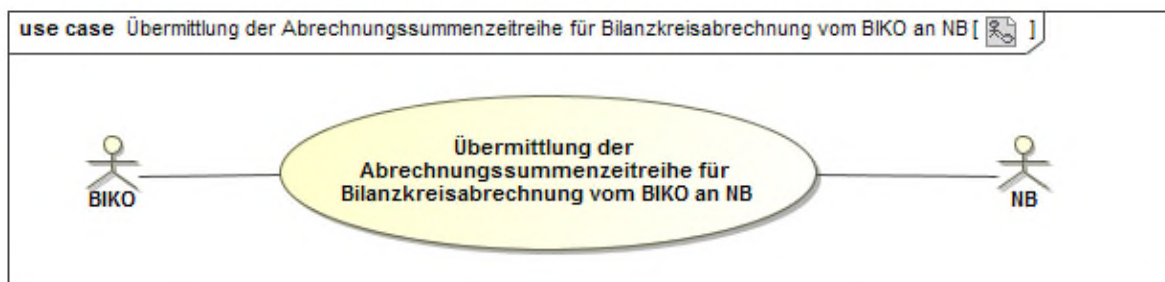 use case Übermittlung der Abrechnungssummenzeitreihe für Bilanzkreisabrechnung vom BIKO an NB [ ]
Übermittlung der
Abrechnungssummenzeitreihe für
Bilanzkreisabrechnung vom BIKO an NB
BIKO
NB